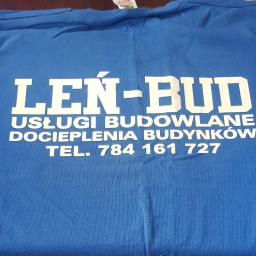 LEŃ-BUD
USŁUGI BUDOWLANE
DOCIEPLENIA BUDYNKÓW
TEL. 784 161 727